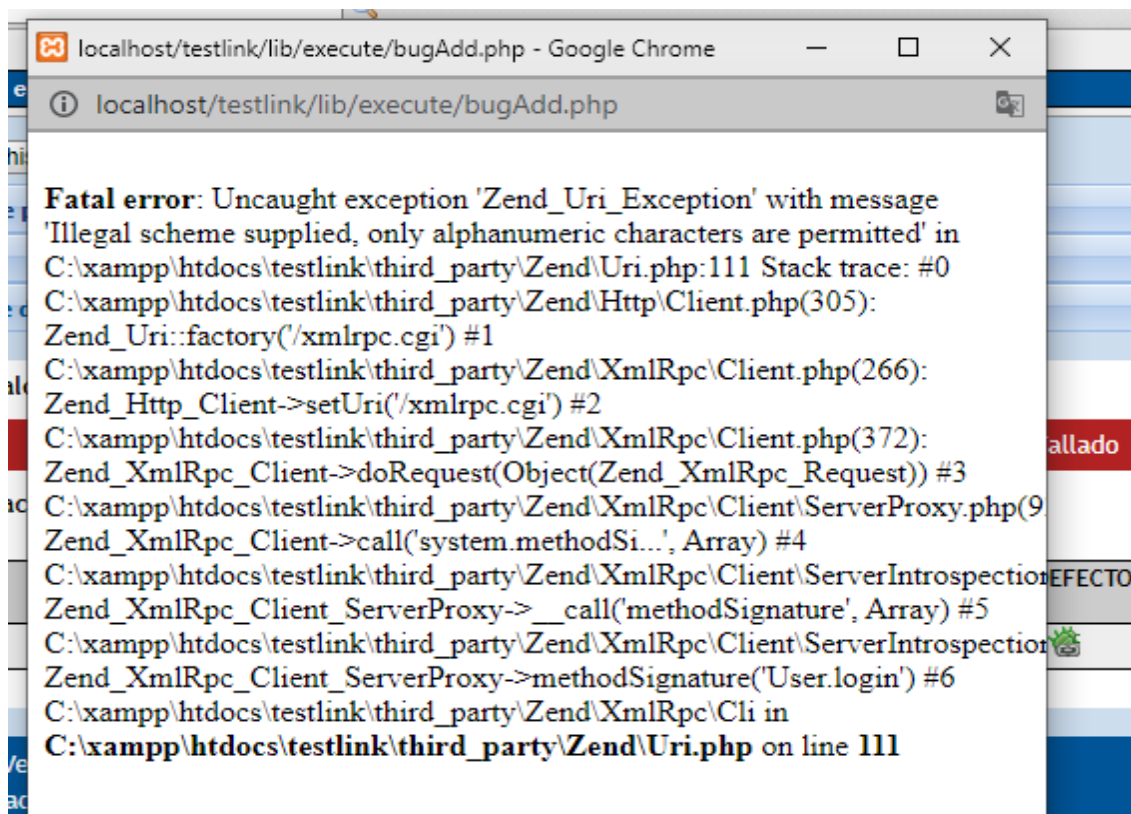 localhost/testlink/lib/execute/bugAdd.php - Google Chrome
localhost/testlink/lib/execute/bugAdd.php
Fatal error: Uncaught exception 'Zend_Uri_Exception' with message
'Illegal scheme supplied, only alphanumeric characters are permitted' in
C:\xampp\htdocs\testlink\third_party\Zend\Uri.php:111 Stack trace: #0
C:\xampp\htdocs\testlink\third_party\Zend\Http\Client.php(305):
Zend_Uri::factory('/xmlrpc.cgi') #1
C:\xampp\htdocs\testlink\third_party\Zend\XmlRpc\Client.php(266):
Zend_Http_Client->setUri('/xmlrpc.cgi') #2
C:\xampp\htdocs\testlink\third_party\Zend\XmlRpc\Client.php(372):
Zend_XmlRpc_Client->doRequest(Object(Zend_XmlRpc_Request)) #3
C:\xampp\htdocs\testlink\third_party\Zend\XmlRpc\Client\ServerProxy.php(9
Zend_XmlRpc_Client->call('system.methodSi...', Array) #4
C:\xampp\htdocs\testlink\third_party\Zend\XmlRpc\Client\ServerIntrospection
EFECTO
Zend_XmlRpc_Client_ServerProxy->__call('methodSignature', Array) #5
C:\xampp\htdocs\testlink\third_party\Zend\XmlRpc\Client\ServerIntrospection
Zend_XmlRpc_Client_ServerProxy->methodSignature('User.login') #6
C:\xampp\htdocs\testlink\third_party\Zend\XmlRpc\Cli in
C:\xampp\htdocs\testlink\third_party\Zend\Uri.php on line 111
allado